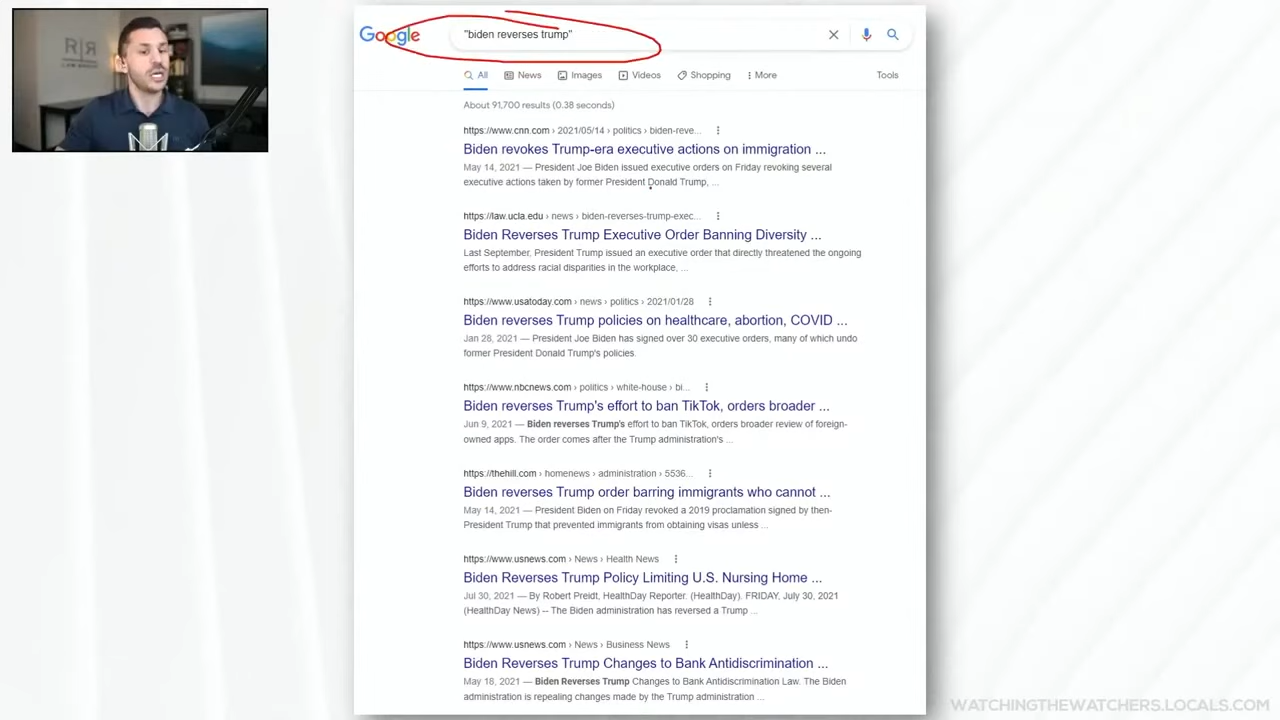 R R
LAW GROUP
Google
"biden reverses trump"
All News Images Videos Shopping More Tools
About 91,700 results (0.38 seconds)
https://www.cnn.com › 2021/05/14 › politics › biden-reve...
Biden revokes Trump-era executive actions on immigration ...
May 14, 2021 — President Joe Biden issued executive orders on Friday revoking several
executive actions taken by former President Donald Trump, ...
https://law.ucla.edu › news › biden-reverses-trump-exec...
Biden Reverses Trump Executive Order Banning Diversity ...
Last September, President Trump issued an executive order that directly threatened the ongoing
efforts to address racial disparities in the workplace, ...
https://www.usatoday.com › news › politics › 2021/01/28
Biden reverses Trump policies on healthcare, abortion, COVID ...
Jan 28, 2021 — President Joe Biden has signed over 30 executive orders, many of which undo
former President Donald Trump's policies.
https://www.nbcnews.com › politics › white-house › bi...
Biden reverses Trump's effort to ban TikTok, orders broader ...
Jun 9, 2021 — Biden reverses Trump's effort to ban TikTok, orders broader review of foreign-
owned apps. The order comes after the Trump administration's ...
https://thehill.com › homenews › administration › 5536...
Biden reverses Trump order barring immigrants who cannot ...
May 14, 2021 — President Biden on Friday revoked a 2019 proclamation signed by then-
President Trump that prevented immigrants from obtaining visas unless ...
https://www.usnews.com › News › Health News
Biden Reverses Trump Policy Limiting U.S. Nursing Home ...
Jul 30, 2021 — By Robert Preidt, HealthDay Reporter. (HealthDay). FRIDAY, July 30, 2021
(HealthDay News) -- The Biden administration has reversed a Trump ...
https://www.usnews.com › News › Business News
Biden Reverses Trump Changes to Bank Antidiscrimination ...
May 18, 2021 — Biden Reverses Trump Changes to Bank Antidiscrimination Law. The Biden
administration is repealing changes made by the Trump administration ...
WATCHINGTHEWATCHERS.LOCALS.COM